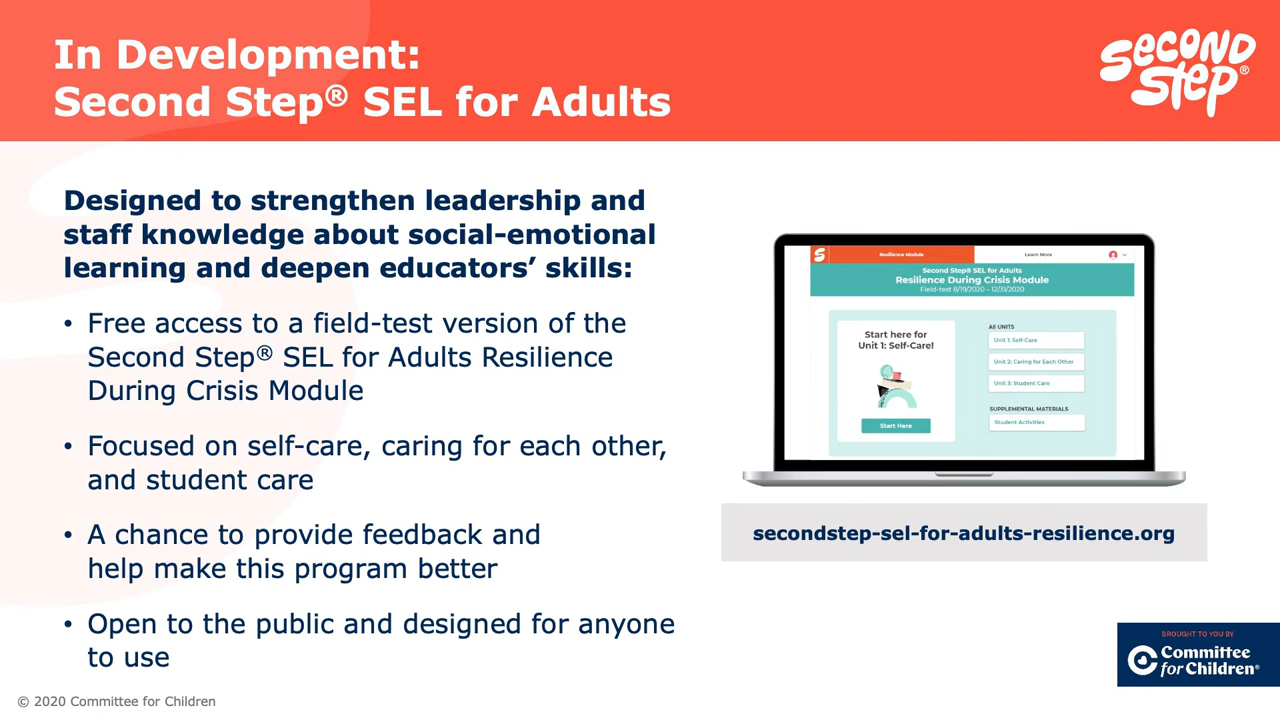 In Development:
Second Step® SEL for Adults
Second
Step®
Designed to strengthen leadership and
staff knowledge about social-emotional
learning and deepen educators’ skills:
• Free access to a field-test version of the
Second Step® SEL for Adults Resilience
During Crisis Module
• Focused on self-care, caring for each other,
and student care
• A chance to provide feedback and
help make this program better
• Open to the public and designed for anyone
to use
Resilience Module
Learn More
Second Step® SEL for Adults
Resilience During Crisis Module
Field-test 8/19/2020 – 12/31/2020
Start here for
Unit 1: Self-Care!
Start Here
All UNITS
Unit 1: Self-Care
Unit 2: Caring for Each Other
Unit 3: Student Care
SUPPLEMENTAL MATERIALS
Student Activities
secondstep-sel-for-adults-resilience.org
BROUGHT TO YOU BY
Committee
for Children®
© 2020 Committee for Children